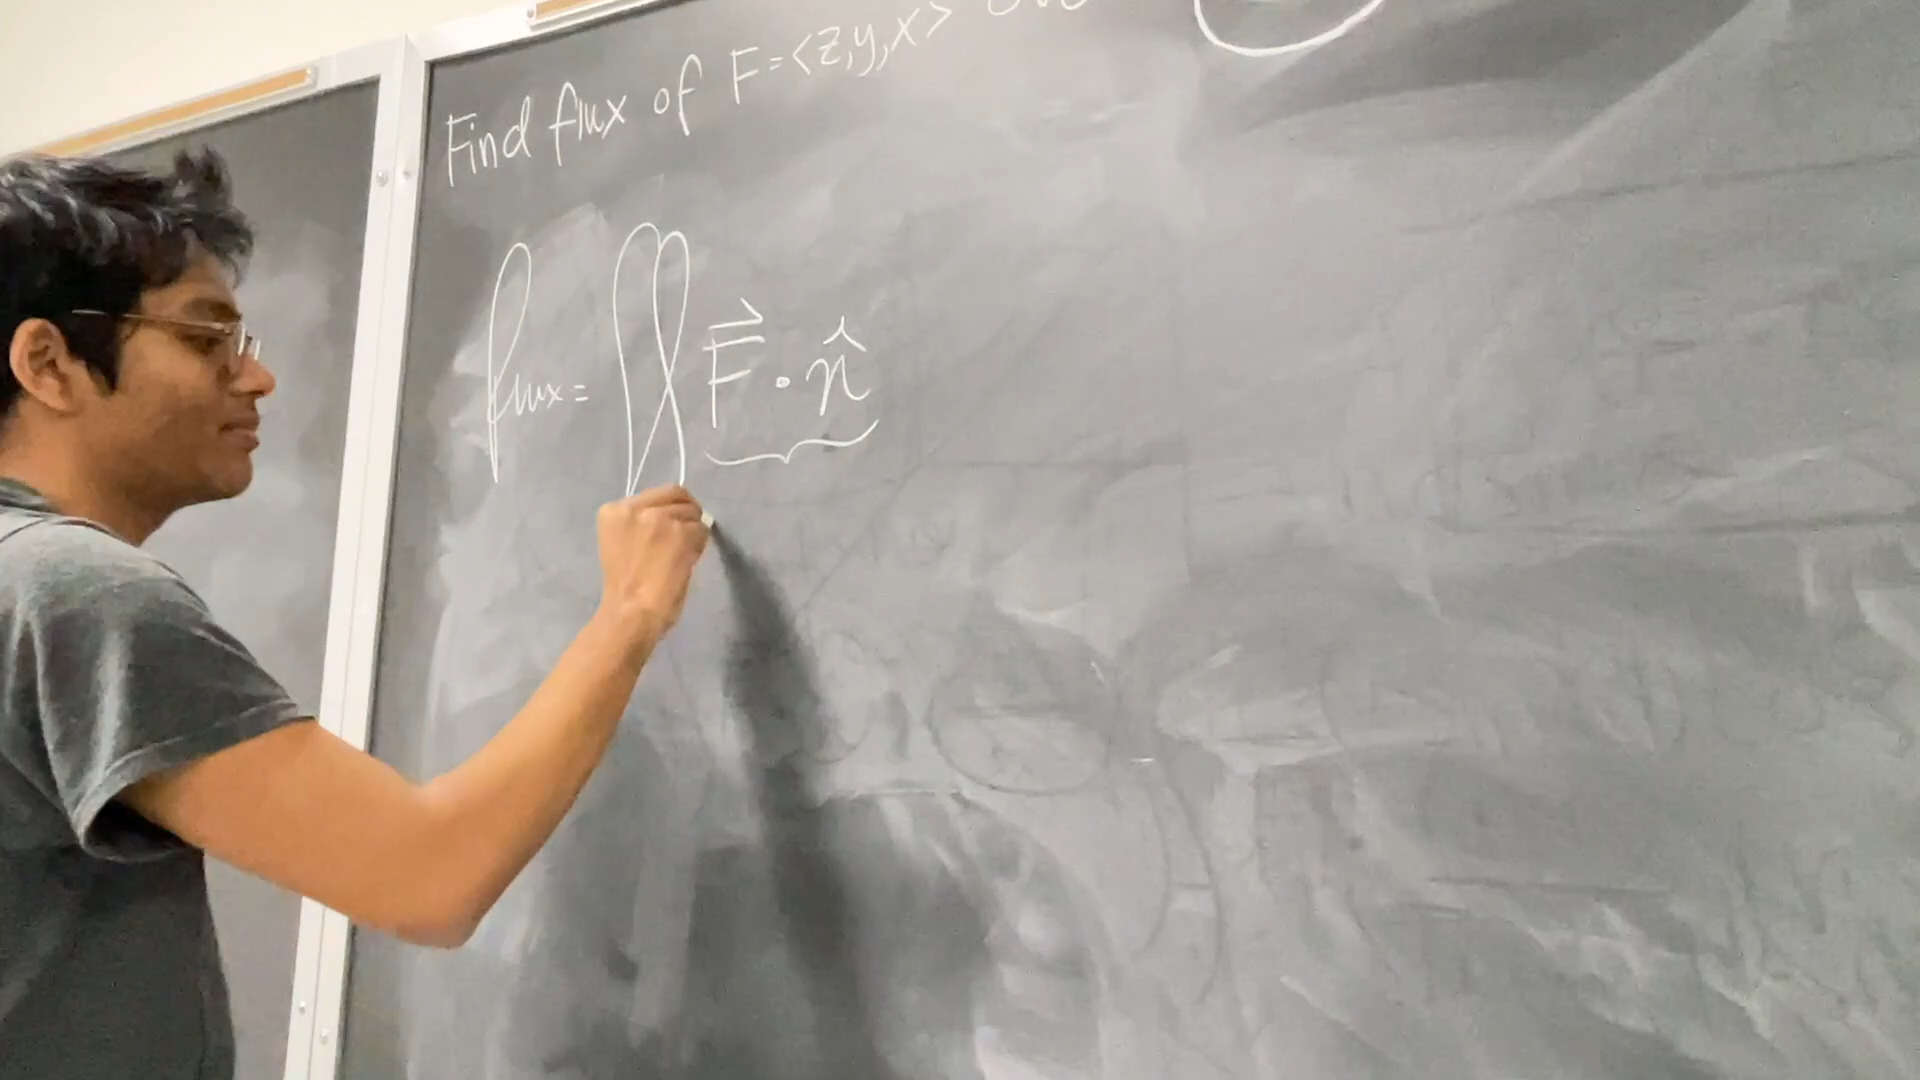 Find flux of F=<z,y,x>
flux = ∬ F⃗ · n̂